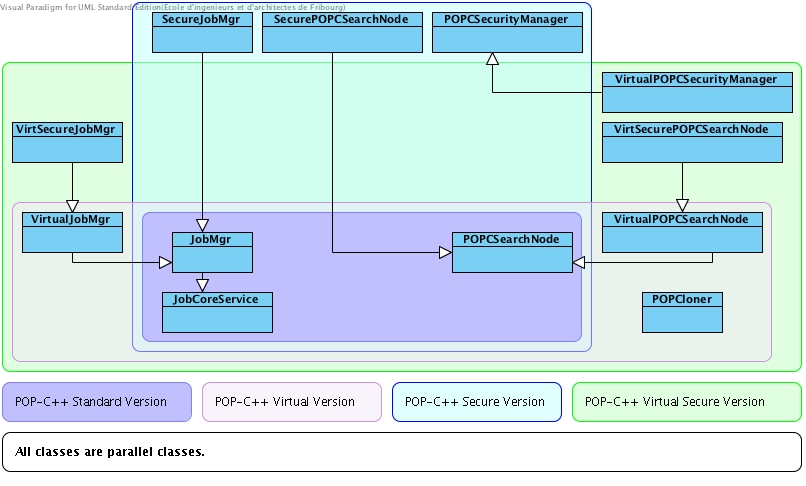 Visual Paradigm for UML Standard Edition(Ecole d'ingenieurs et d'architectes de Fribourg)
SecureJobMgr
SecurePOPCSearchNode
POPCSecurityManager
VirtualPOPCSecurityManager
VirtSecureJobMgr
VirtSecurePOPCSearchNode
VirtualJobMgr
VirtualPOPCSearchNode
JobMgr
POPCSearchNode
JobCoreService
POPCloner
POP-C++ Standard Version
POP-C++ Virtual Version
POP-C++ Secure Version
POP-C++ Virtual Secure Version
All classes are parallel classes.